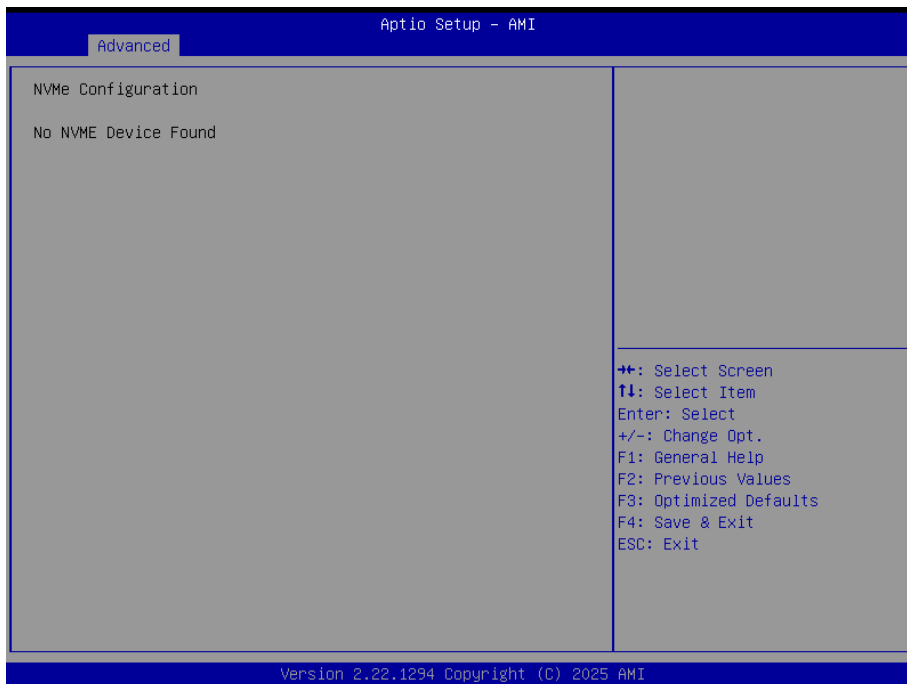 Aptio Setup - AMI
Advanced
NVMe Configuration
No NVME Device Found
→←: Select Screen
↑↓: Select Item
Enter: Select
+/-: Change Opt.
F1: General Help
F2: Previous Values
F3: Optimized Defaults
F4: Save & Exit
ESC: Exit
Version 2.22.1294 Copyright (C) 2025 AMI